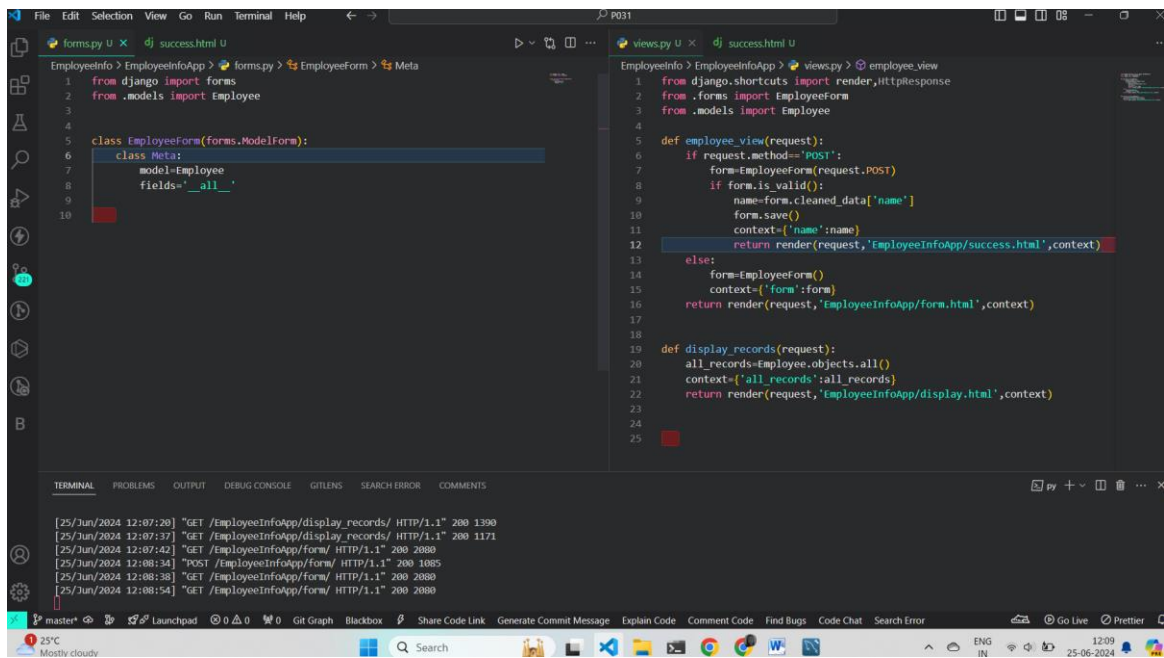 File Edit Selection View Go Run Terminal Help
P031
forms.py U
success.html U
EmployeeInfo > EmployeeInfoApp > forms.py > EmployeeForm > Meta
1 from django import forms
2 from .models import Employee
3
4
5 class EmployeeForm(forms.ModelForm):
6 class Meta:
7 model=Employee
8 fields='__all__'
9
10
views.py U
success.html U
EmployeeInfo > EmployeeInfoApp > views.py > employee_view
1 from django.shortcuts import render,HttpResponse
2 from .forms import EmployeeForm
3 from .models import Employee
4
5 def employee_view(request):
6 if request.method=='POST':
7 form=EmployeeForm(request.POST)
8 if form.is_valid():
9 name=form.cleaned_data['name']
10 form.save()
11 context={'name':name}
12 return render(request,'EmployeeInfoApp/success.html',context)
13 else:
14 form=EmployeeForm()
15 context={'form':form}
16 return render(request,'EmployeeInfoApp/form.html',context)
17
18
19 def display_records(request):
20 all_records=Employee.objects.all()
21 context={'all_records':all_records}
22 return render(request,'EmployeeInfoApp/display.html',context)
23
24
25
TERMINAL PROBLEMS OUTPUT DEBUG CONSOLE GITLENS SEARCH ERROR COMMENTS
py
[25/Jun/2024 12:07:20] "GET /EmployeeInfoApp/display_records/ HTTP/1.1" 200 1390
[25/Jun/2024 12:07:37] "GET /EmployeeInfoApp/display_records/ HTTP/1.1" 200 1171
[25/Jun/2024 12:07:42] "GET /EmployeeInfoApp/form/ HTTP/1.1" 200 2080
[25/Jun/2024 12:08:34] "POST /EmployeeInfoApp/form/ HTTP/1.1" 200 1085
[25/Jun/2024 12:08:38] "GET /EmployeeInfoApp/form/ HTTP/1.1" 200 2080
[25/Jun/2024 12:08:54] "GET /EmployeeInfoApp/form/ HTTP/1.1" 200 2080
221
B
master* Launchpad 0 0 0 Git Graph Blackbox Share Code Link Generate Commit Message Explain Code Comment Code Find Bugs Code Chat Search Error Go Live Prettier
1 25°C
Mostly cloudy
Search
ENG
IN
12:09
25-06-2024